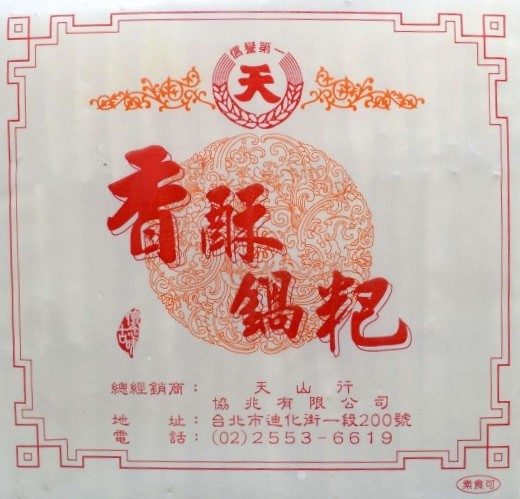 信譽第一
天
香酥
鍋粑
總經銷商：天山行
協兆有限公司
地址：台北市迪化街一段200號
電話：(02)2553-6619
素食可